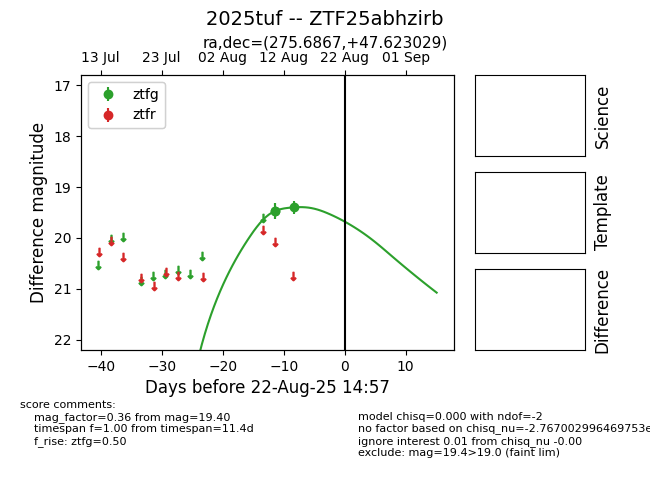 2025tuf -- ZTF25abhzirb
ra,dec=(275.6867,+47.623029)
13 Jul 23 Jul 02 Aug 12 Aug 22 Aug 01 Sep
ztfg
ztfr
17
18
19
20
21
22
Difference magnitude
−40 −30 −20 −10 0 10
Days before 22-Aug-25 14:57
Science
Template
Difference
score comments:
mag_factor=0.36 from mag=19.40
timespan f=1.00 from timespan=11.4d
f_rise: ztfg=0.50
model chisq=0.000 with ndof=-2
no factor based on chisq_nu=-2.767002996469753e
ignore interest 0.01 from chisq_nu -0.00
exclude: mag=19.4>19.0 (faint lim)